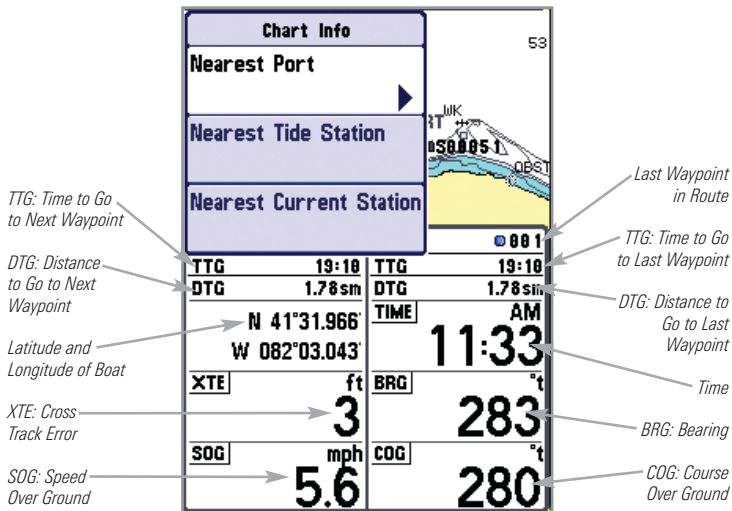 Chart Info
53
Nearest Port
WK
Nearest Tide Station
OBST
Nearest Current Station
Last Waypoint
in Route
001
TTG: Time to Go
to Next Waypoint
TTG 19:10
TTG 19:10
TTG: Time to Go
to Last Waypoint
DTG: Distance
to Go to Next
Waypoint
DTG 1.78sm
DTG 1.78sm
DTG: Distance to
Go to Last
Waypoint
N 41°31.966'
W 082°03.043'
TIME AM
11:33
Latitude and
Longitude of Boat
Time
XTE ft
3
BRG °t
283
XTE: Cross
Track Error
BRG: Bearing
SOG mph
5.6
COG °t
280
SOG: Speed
Over Ground
COG: Course
Over Ground